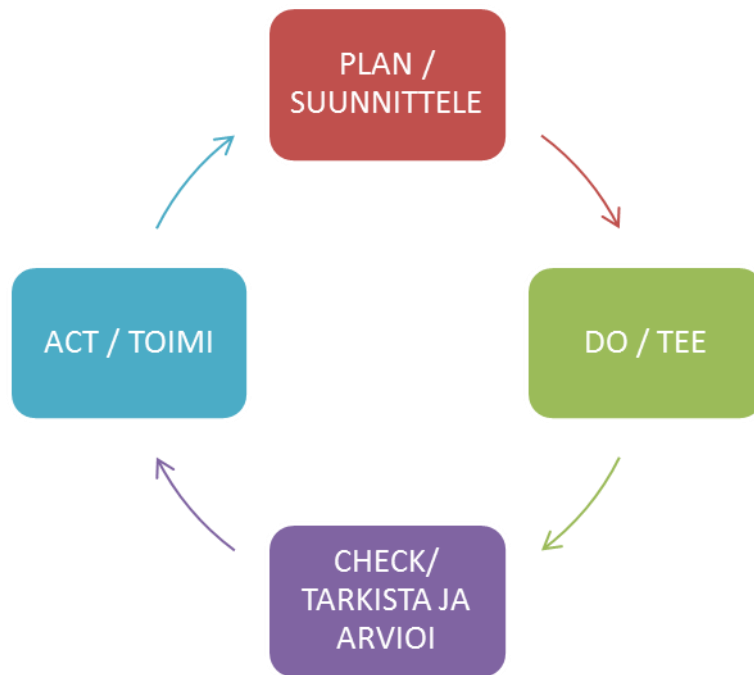 PLAN /
SUUNNITTELE
DO / TEE
CHECK/
TARKISTA JA
ARVIOI
ACT / TOIMI